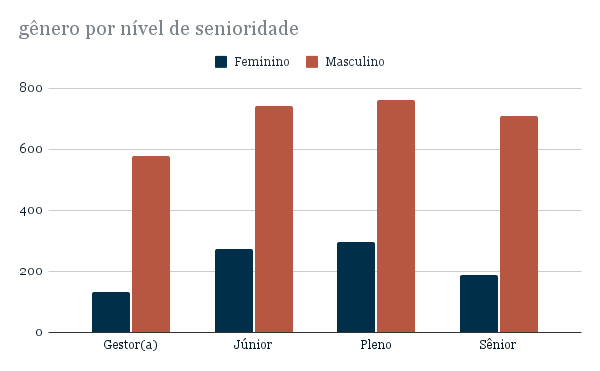 gênero por nível de senioridade
Feminino Masculino
800
600
400
200
0
Gestor(a) Júnior Pleno Sênior